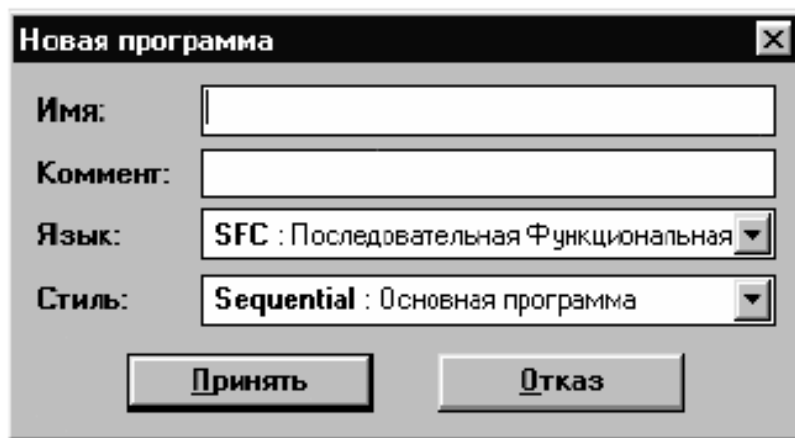 Новая программа
Имя:
Коммент:
Язык: SFC : Последовательная Функциональная
Стиль: Sequential : Основная программа
Принять Отказ